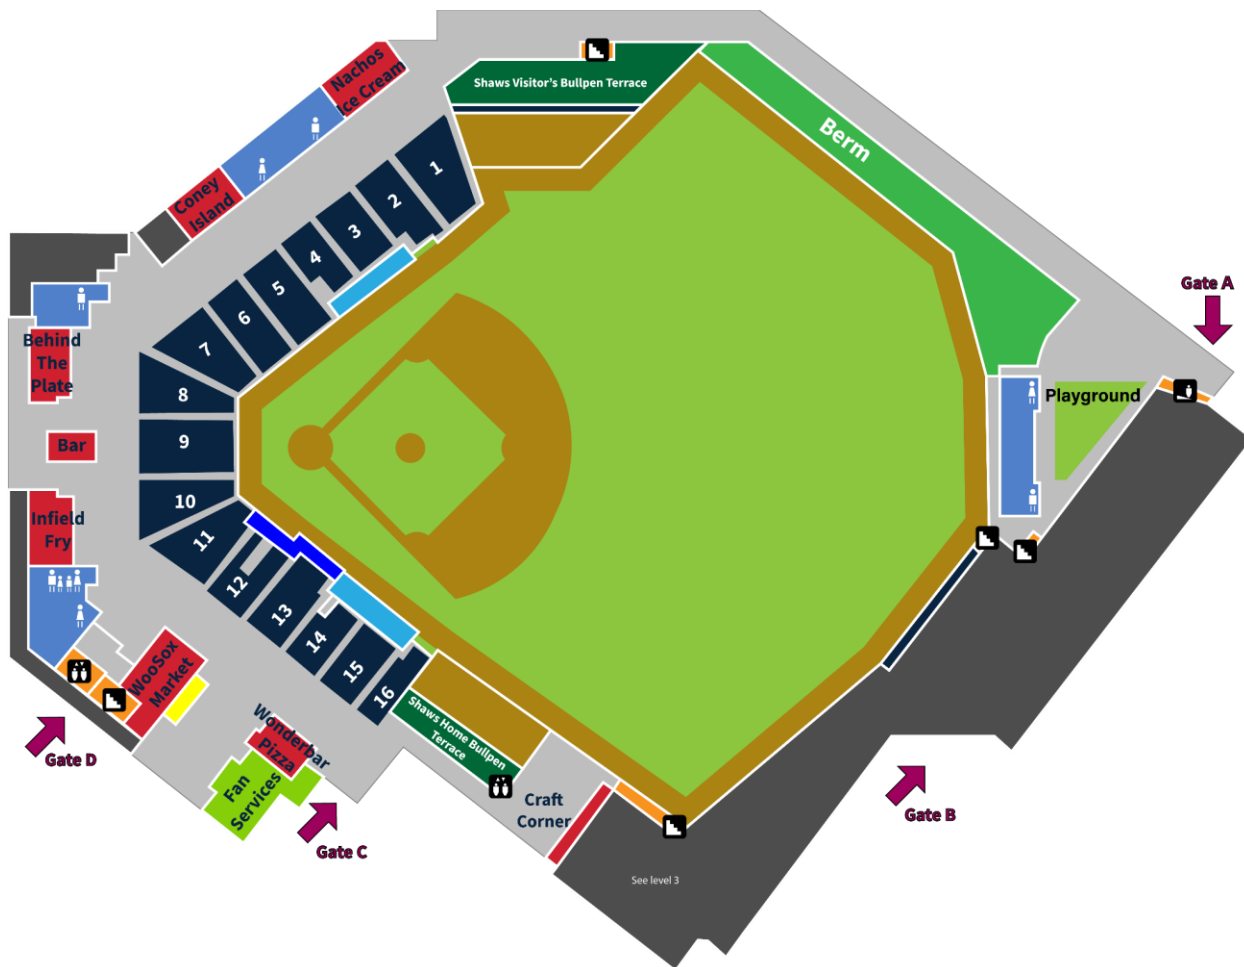 Nachos
Ice Cream
Shaws Visitor's Bullpen Terrace
Berm
Coney
Island
1
2
3
4
5
6
7
8
9
10
11
12
13
14
15
16
Gate A
Playground
Behind
The
Plate
Bar
Infield
Fry
WooSox
Market
Gate D
Wonderbar
Pizza
Fan
Services
Gate C
Shaws Home Bullpen
Terrace
Craft
Corner
Gate B
See level 3